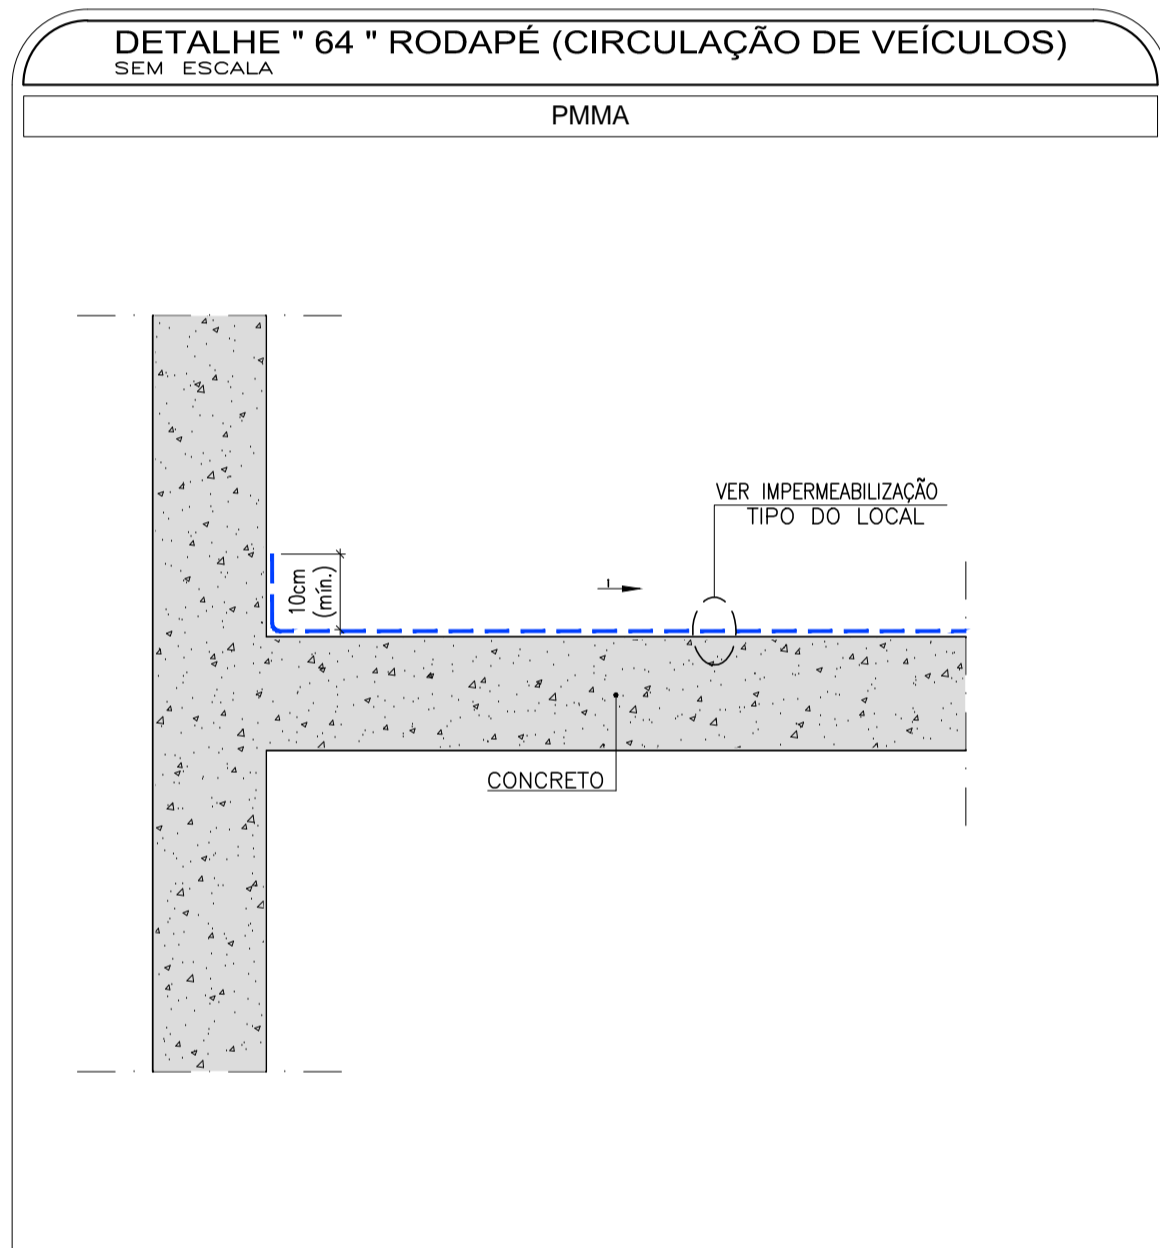 DETALHE " 64 " RODAPÉ (CIRCULAÇÃO DE VEÍCULOS)
SEM ESCALA
PMMA
VER IMPERMEABILIZAÇÃO
TIPO DO LOCAL
10cm
(mín.)
i
CONCRETO